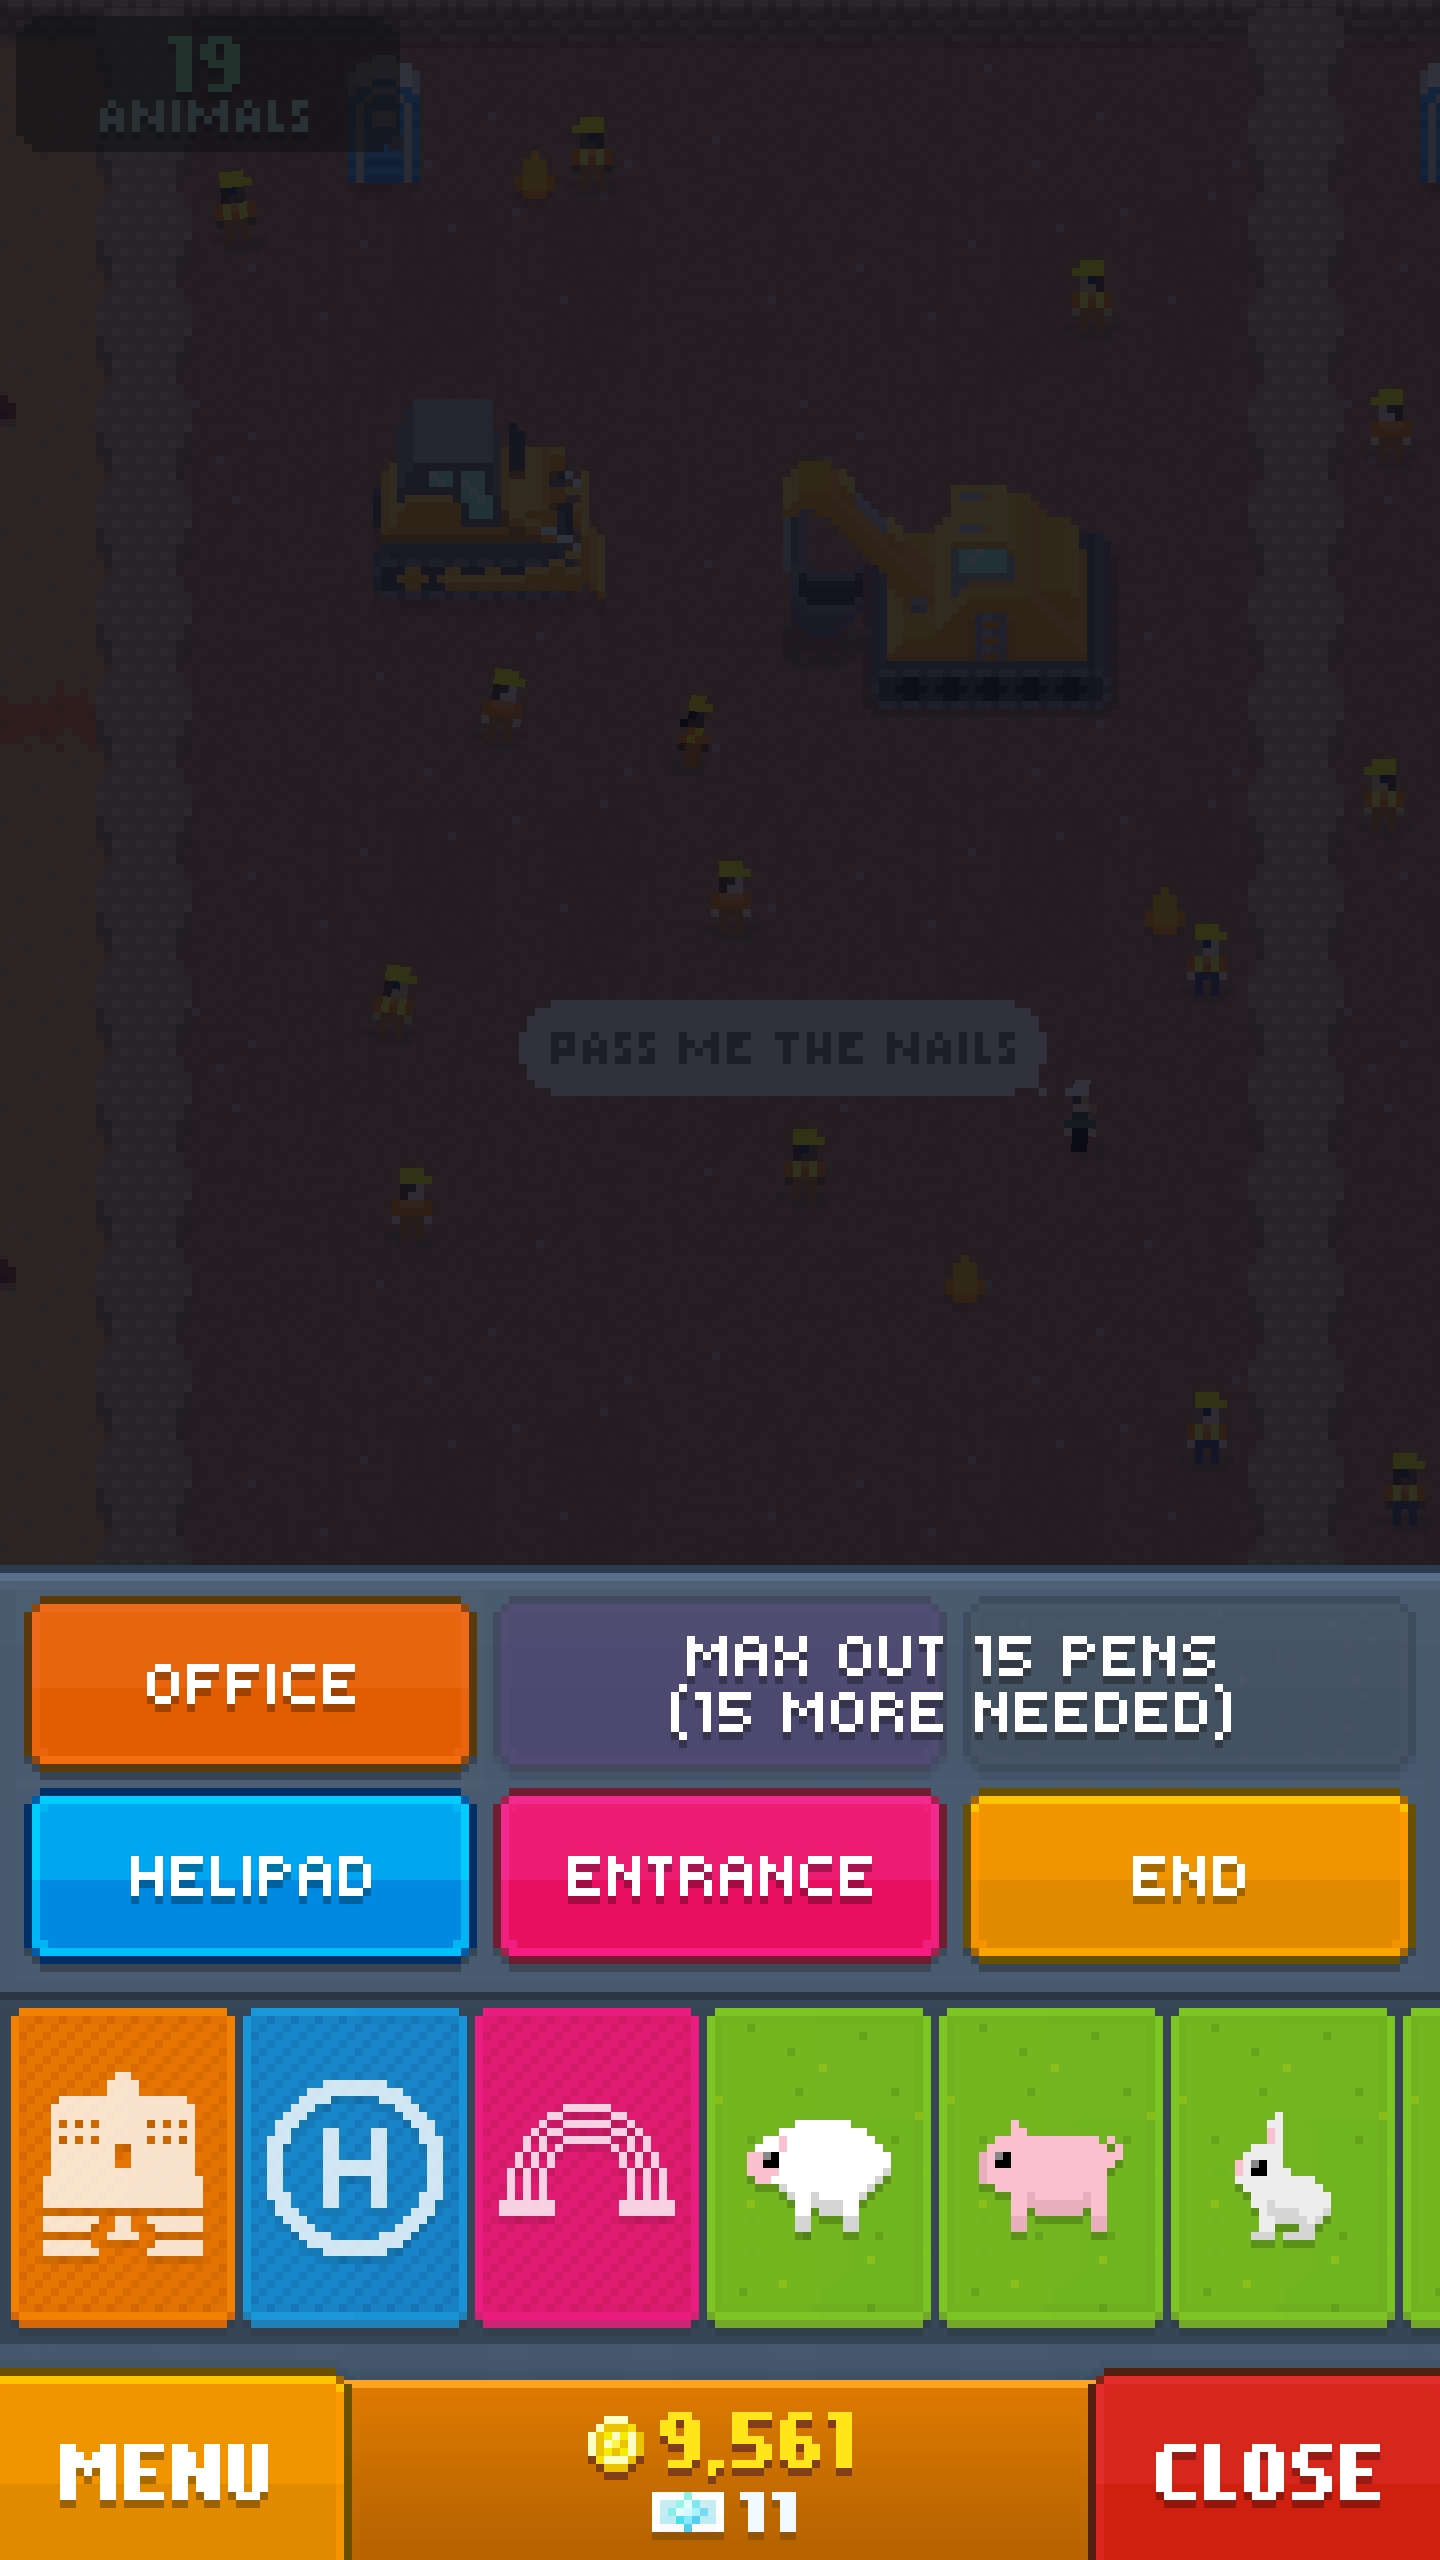 19
ANIMALS
PASS ME THE NAILS
OFFICE
MAX OUT 15 PENS
(15 MORE NEEDED)
HELIPAD
ENTRANCE
END
H
MENU
9,561
11
CLOSE